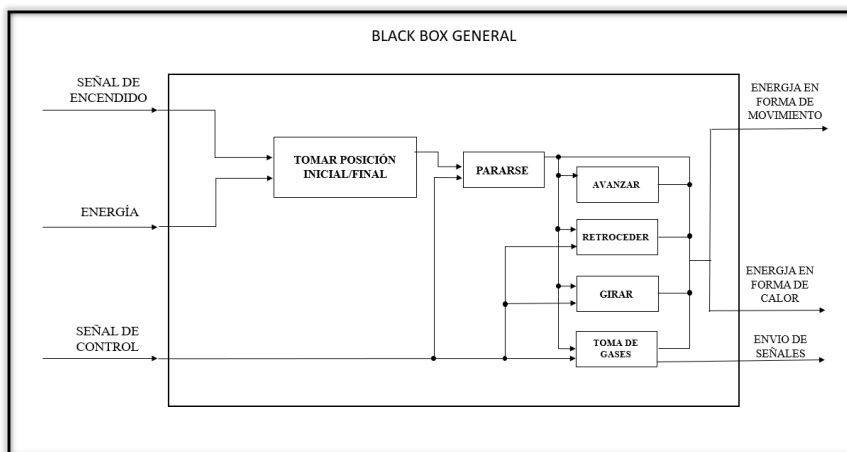 BLACK BOX GENERAL
SEÑAL DE
ENCENDIDO
ENERGÍA
SEÑAL DE
CONTROL
TOMAR POSICIÓN
INICIAL/FINAL
PARARSE
AVANZAR
RETROCEDER
GIRAR
TOMA DE
GASES
ENERGJA EN
FORMA DE
MOVIMIENTO
ENERGJA EN
FORMA DE
CALOR
ENVIO DE
SEÑALES